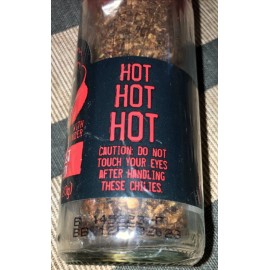 HOT
HOT
HOT
CAUTION: DO NOT
TOUCH YOUR EYES
AFTER HANDLING
THESE CHILIES